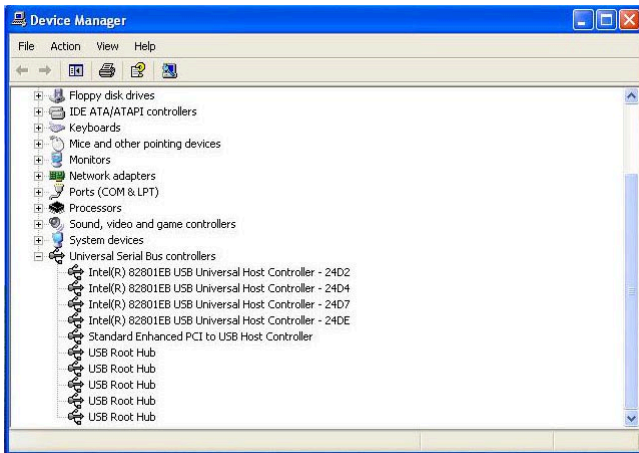 Device Manager
File Action View Help
Floppy disk drives
IDE ATA/ATAPI controllers
Keyboards
Mice and other pointing devices
Monitors
Network adapters
Ports (COM & LPT)
Processors
Sound, video and game controllers
System devices
Universal Serial Bus controllers
Intel(R) 82801EB USB Universal Host Controller - 24D2
Intel(R) 82801EB USB Universal Host Controller - 24D4
Intel(R) 82801EB USB Universal Host Controller - 24D7
Intel(R) 82801EB USB Universal Host Controller - 24DE
Standard Enhanced PCI to USB Host Controller
USB Root Hub
USB Root Hub
USB Root Hub
USB Root Hub
USB Root Hub